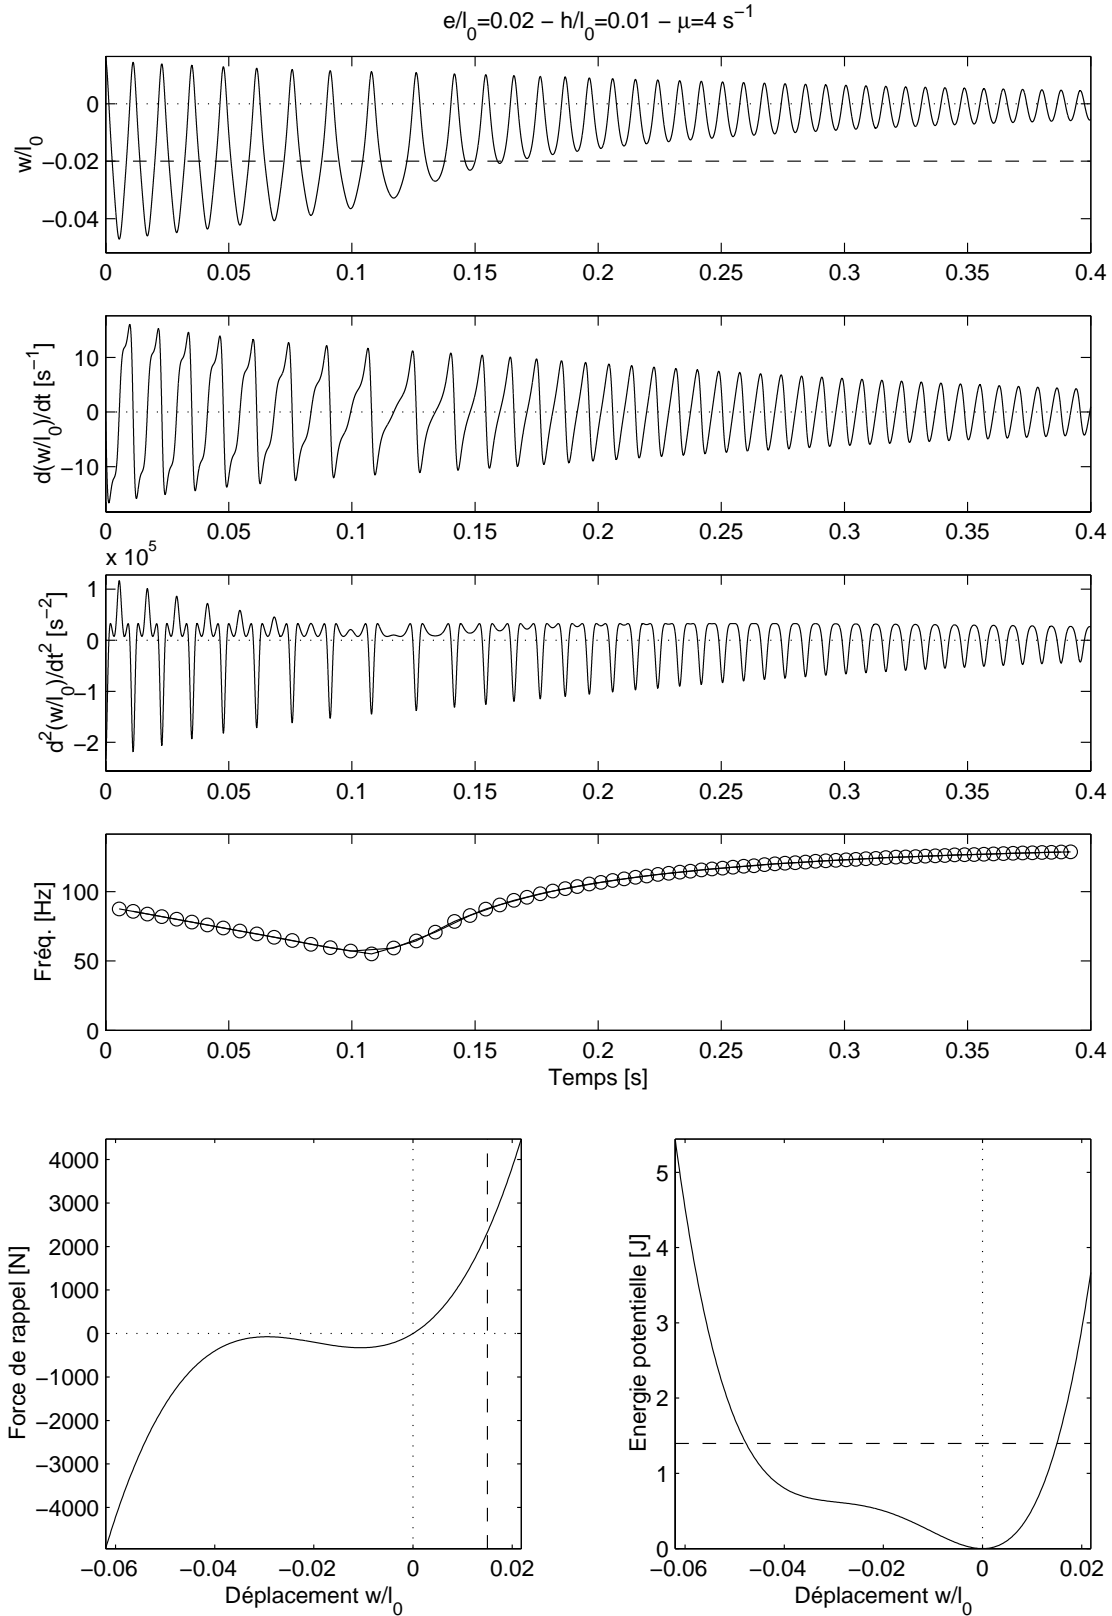 e/l0=0.02 − h/l0=0.01 − μ=4 s−1
w/l0
0
−0.02
−0.04
0 0.05 0.1 0.15 0.2 0.25 0.3 0.35 0.4
d(w/l0)/dt [s−1]
10
0
−10
0 0.05 0.1 0.15 0.2 0.25 0.3 0.35 0.4
x 10^5
d2(w/l0)/dt2 [s−2]
1
0
−1
−2
0 0.05 0.1 0.15 0.2 0.25 0.3 0.35 0.4
Fréq. [Hz]
100
50
0
0 0.05 0.1 0.15 0.2 0.25 0.3 0.35 0.4
Temps [s]
Force de rappel [N]
4000
3000
2000
1000
0
−1000
−2000
−3000
−4000
−0.06 −0.04 −0.02 0 0.02
Déplacement w/l0
Energie potentielle [J]
5
4
3
2
1
0
−0.06 −0.04 −0.02 0 0.02
Déplacement w/l0